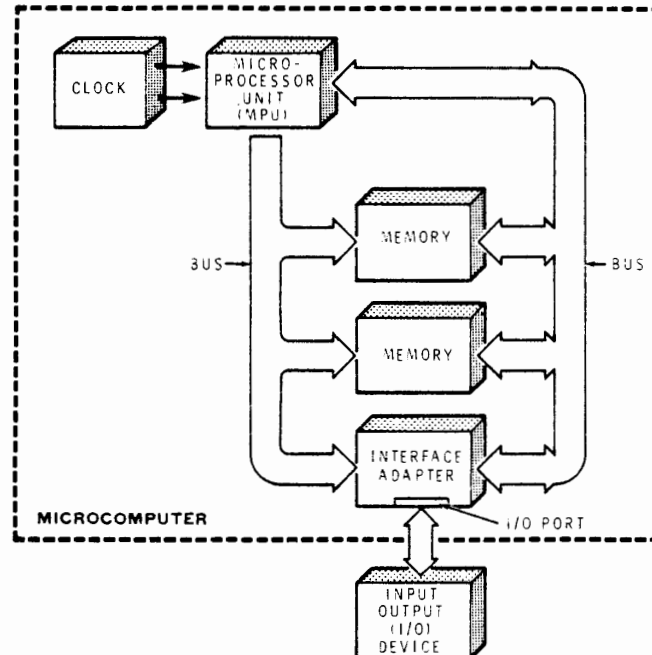 CLOCK
MICRO-
PROCESSOR
UNIT
(MPU)
MEMORY
BUS
BUS
MEMORY
INTERFACE
ADAPTER
MICROCOMPUTER
I/O PORT
INPUT
OUTPUT
(I/O)
DEVICE